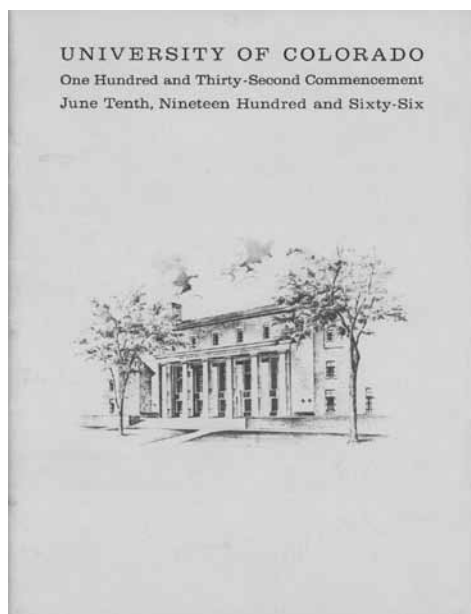 UNIVERSITY OF COLORADO
One Hundred and Thirty-Second Commencement
June Tenth, Nineteen Hundred and Sixty-Six